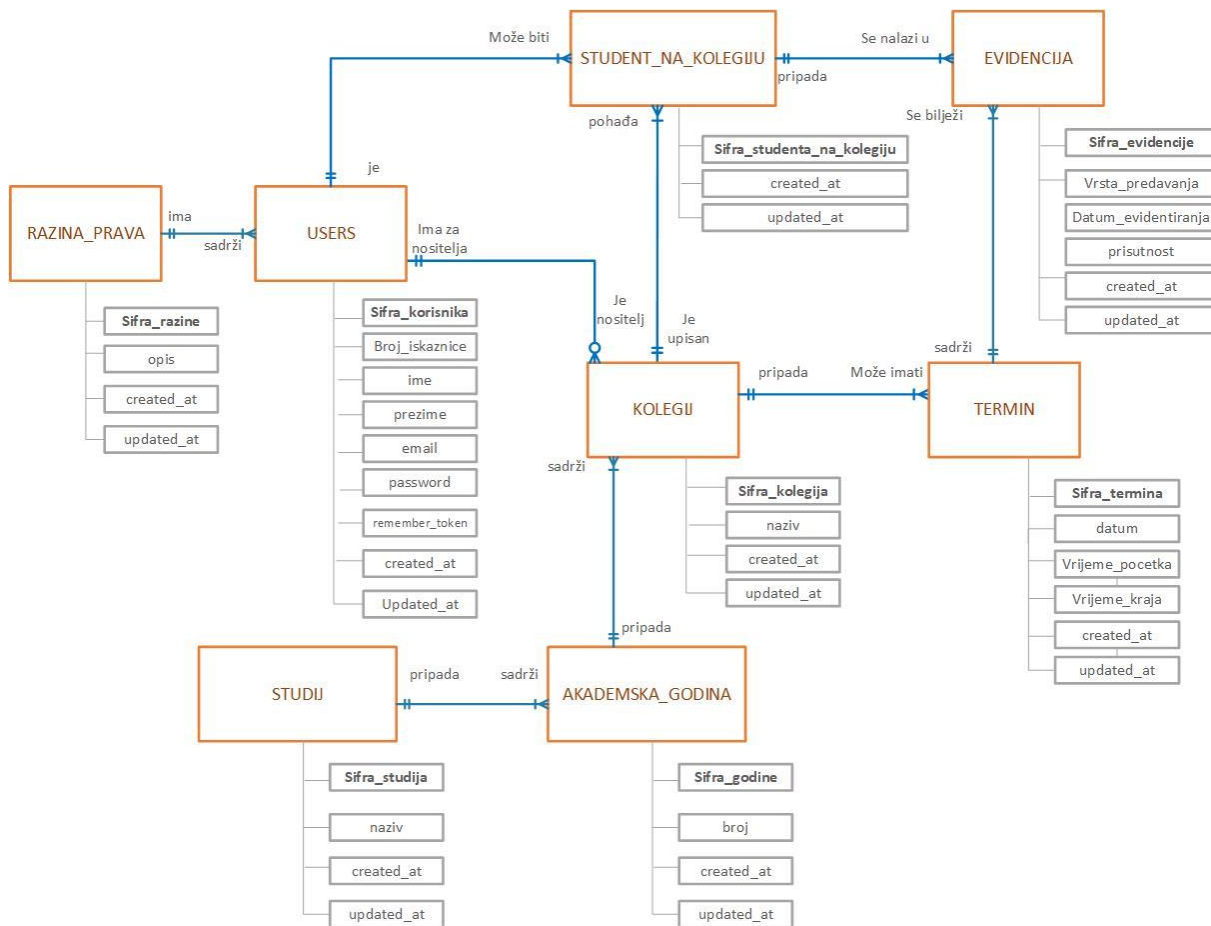 Može biti
STUDENT_NA_KOLEGIJU
Se nalazi u
pripada
EVIDENCIJA
pohađa
Se bilježi
Sifra_studenta_na_kolegiju
created_at
updated_at
Sifra_evidencije
Vrsta_predavanja
Datum_evidentiranja
prisutnost
created_at
updated_at
je
RAZINA_PRAVA
ima
sadrži
USERS
Ima za
nositelja
Sifra_razine
opis
created_at
updated_at
Sifra_korisnika
Broj_iskaznice
ime
prezime
email
password
remember_token
created_at
Updated_at
Je
nositelj
Je
upisan
KOLEGIJ
pripada
Može imati
sadrži
TERMIN
sadrži
Sifra_kolegija
naziv
created_at
updated_at
Sifra_termina
datum
Vrijeme_pocetka
Vrijeme_kraja
created_at
updated_at
pripada
STUDIJ
pripada
sadrži
AKADEMSKA_GODINA
Sifra_studija
naziv
created_at
updated_at
Sifra_godine
broj
created_at
updated_at